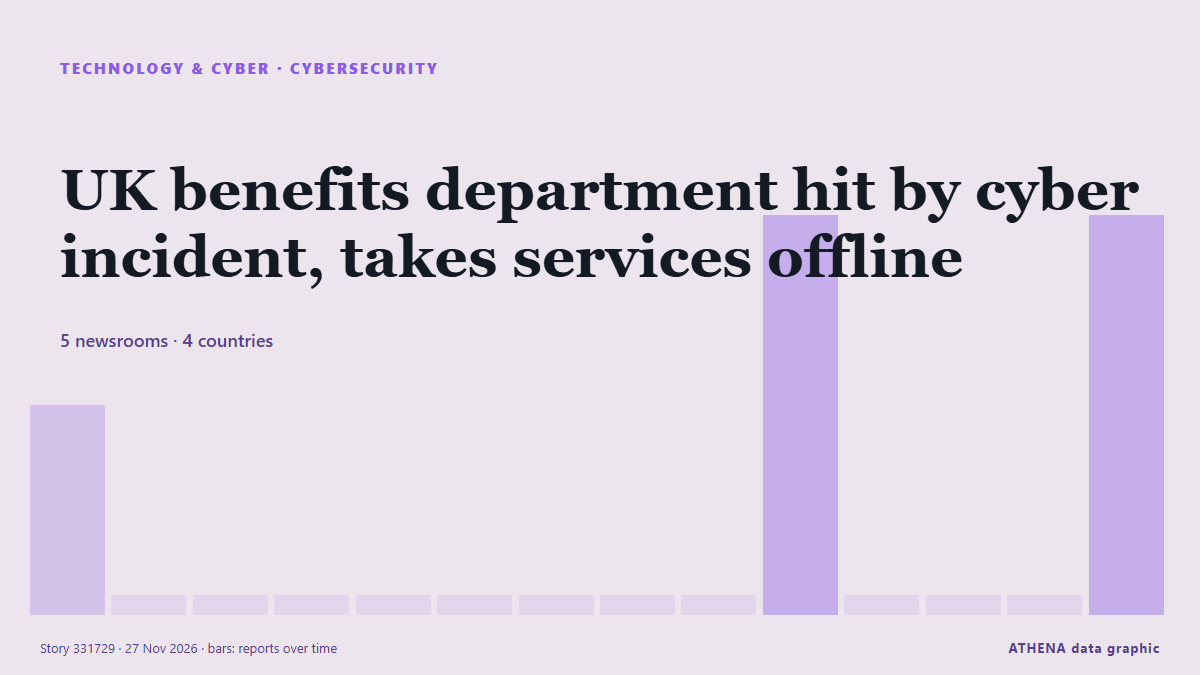 TECHNOLOGY & CYBER · CYBERSECURITY
UK benefits department hit by cyber
incident, takes services offline
5 newsrooms · 4 countries
Story 331729 · 27 Nov 2026 · bars: reports over time
ATHENA data graphic